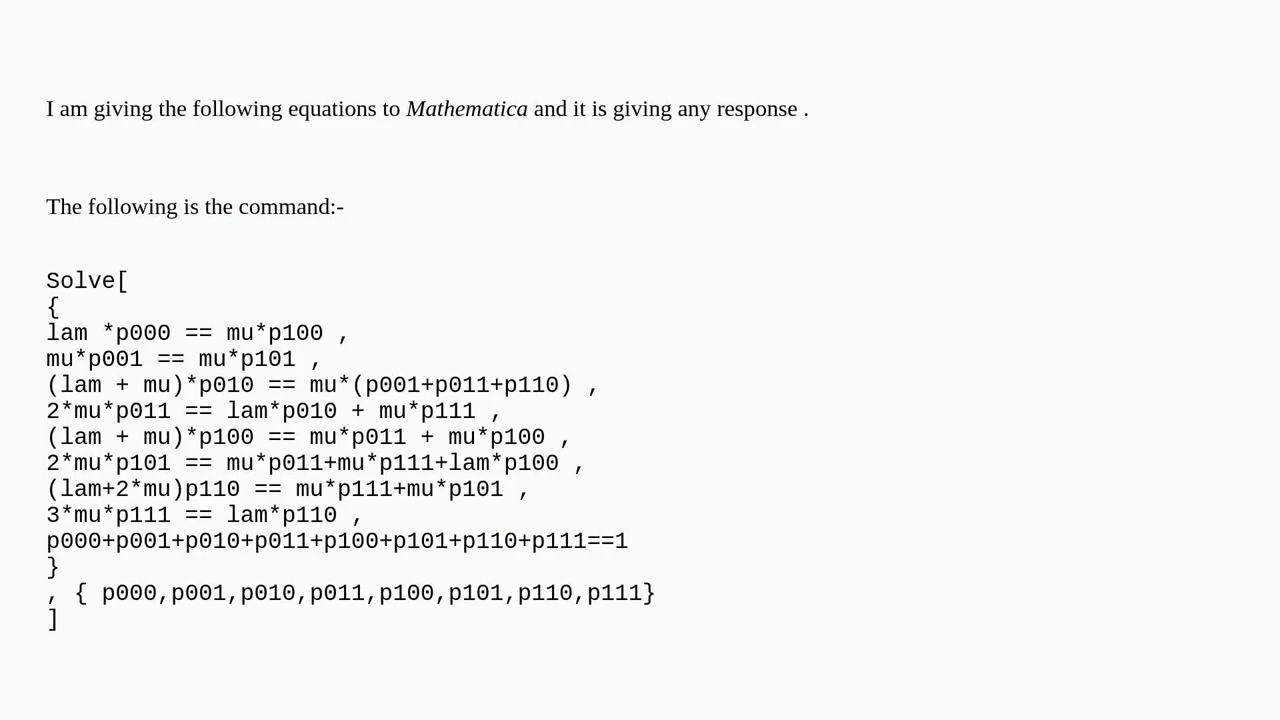 I am giving the following equations to Mathematica and it is giving any response .
The following is the command:-
Solve[
{
lam *p000 == mu*p100 ,
mu*p001 == mu*p101 ,
(lam + mu)*p010 == mu*(p001+p011+p110) ,
2*mu*p011 == lam*p010 + mu*p111 ,
(lam + mu)*p100 == mu*p011 + mu*p100 ,
2*mu*p101 == mu*p011+mu*p111+lam*p100 ,
(lam+2*mu)p110 == mu*p111+mu*p101 ,
3*mu*p111 == lam*p110 ,
p000+p001+p010+p011+p100+p101+p110+p111==1
}
, { p000,p001,p010,p011,p100,p101,p110,p111}
]